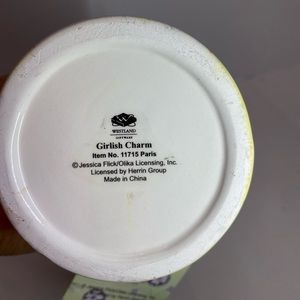 WESTLAND
GIFTWARE
Girlish Charm
Item No. 11715 Paris
©Jessica Flick/Olika Licensing, Inc.
Licensed by Herrin Group
Made in China